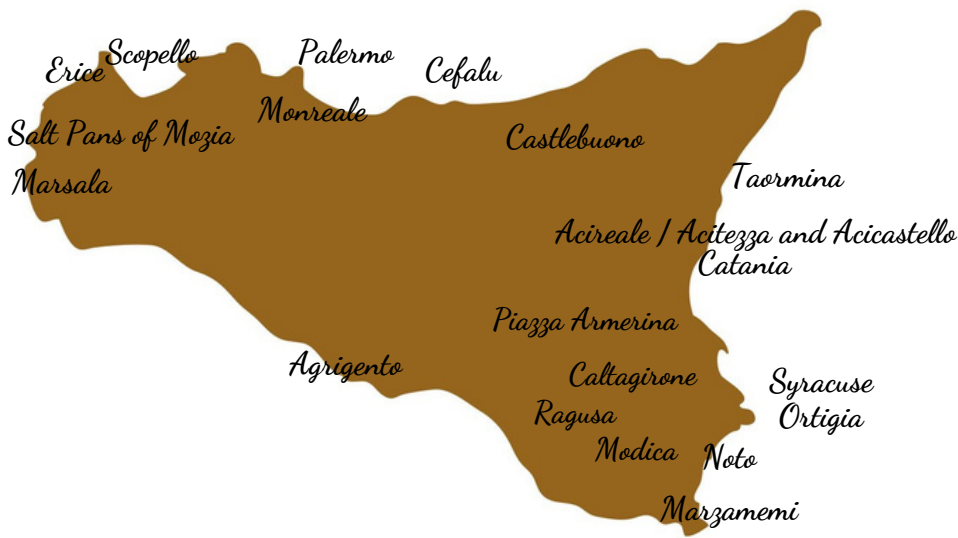 Scopello
Palermo
Erice
Cefalu
Monreale
Salt Pans of Mozia
Castlebuono
Marsala
Taormina
Acireale / Acitezza and Acicastello
Catania
Piazza Armerina
Agrigento
Caltagirone
Syracuse
Ragusa
Ortigia
Modica
Noto
Marzamemi